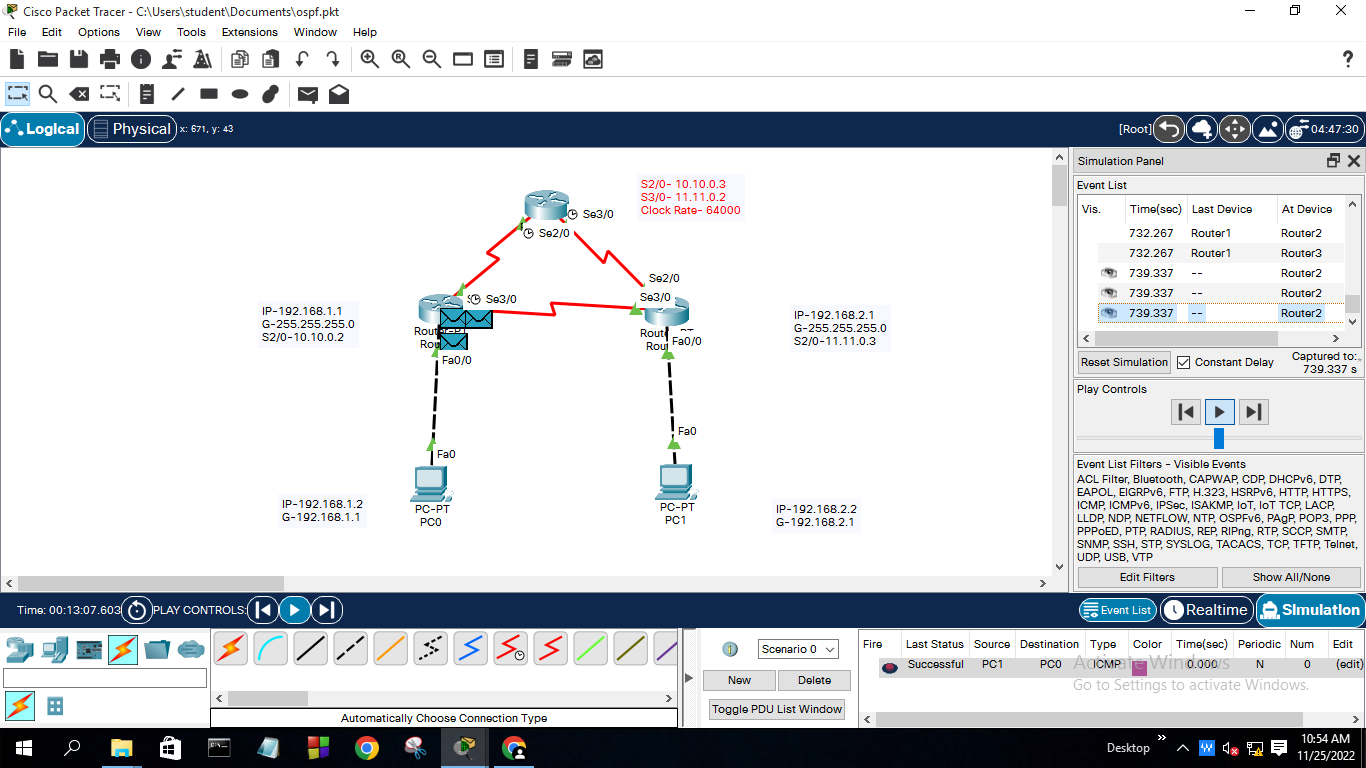 Cisco Packet Tracer - C:\Users\student\Documents\ospf.pkt
File Edit Options View Tools Extensions Window Help
Logical Physical x: 671, y: 43 [Root] 04:47:30
Simulation Panel
Event List
Vis. Time(sec) Last Device At Device
732.267 Router1 Router2
732.267 Router1 Router3
739.337 -- Router2
739.337 -- Router2
739.337 -- Router2
Reset Simulation Constant Delay Captured to:
739.337 s
Play Controls
Event List Filters - Visible Events
ACL Filter, Bluetooth, CAPWAP, CDP, DHCPv6, DTP,
EAPOL, EIGRPv6, FTP, H.323, HSRPv6, HTTP, HTTPS,
ICMP, ICMPv6, IPSec, ISAKMP, IoT, IoT TCP, LACP,
LLDP, NDP, NETFLOW, NTP, OSPFv6, PAgP, POP3, PPP,
PPPoED, PTP, RADIUS, REP, RIPng, RTP, SCCP, SMTP,
SNMP, SSH, STP, SYSLOG, TACACS, TCP, TFTP, Telnet,
UDP, USB, VTP
Edit Filters Show All/None
S2/0- 10.10.0.3
S3/0- 11.11.0.2
Clock Rate- 64000
Se3/0
Se2/0
Se2/0
Se3/0
Se3/0
IP-192.168.1.1
G-255.255.255.0
S2/0-10.10.0.2
IP-192.168.2.1
G-255.255.255.0
S2/0-11.11.0.3
Fa0/0
Fa0/0
Fa0
Fa0
PC-PT
PC0
PC-PT
PC1
IP-192.168.1.2
G-192.168.1.1
IP-192.168.2.2
G-192.168.2.1
Time: 00:13:07.603 PLAY CONTROLS:
Event List Realtime Simulation
Automatically Choose Connection Type
Scenario 0
New Delete
Toggle PDU List Window
Fire Last Status Source Destination Type Color Time(sec) Periodic Num Edit
Successful PC1 PC0 ICMP 0.000 N 0 (edit)
Activate Windows
Go to Settings to activate Windows.
Desktop
10:54 AM
11/25/2022